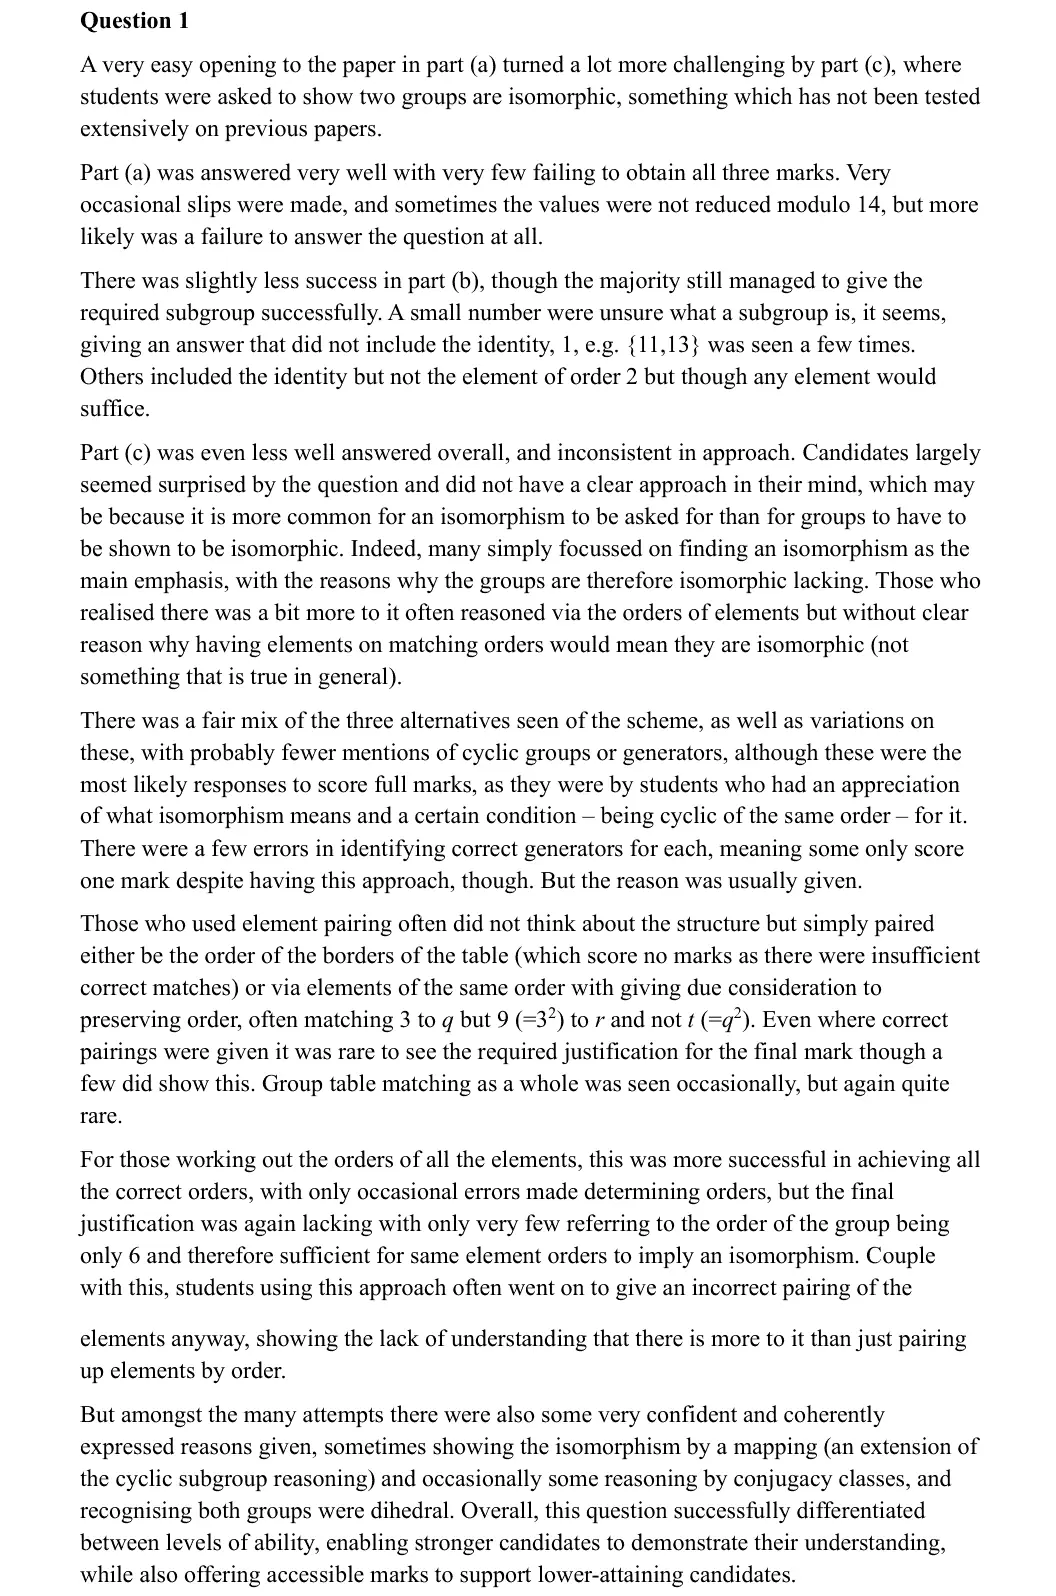 Question 1
A very easy opening to the paper in part (a) turned a lot more challenging by part (c), where
students were asked to show two groups are isomorphic, something which has not been tested
extensively on previous papers.
Part (a) was answered very well with very few failing to obtain all three marks. Very
occasional slips were made, and sometimes the values were not reduced modulo 14, but more
likely was a failure to answer the question at all.
There was slightly less success in part (b), though the majority still managed to give the
required subgroup successfully. A small number were unsure what a subgroup is, it seems,
giving an answer that did not include the identity, 1, e.g. {11,13} was seen a few times.
Others included the identity but not the element of order 2 but though any element would
suffice.
Part (c) was even less well answered overall, and inconsistent in approach. Candidates largely
seemed surprised by the question and did not have a clear approach in their mind, which may
be because it is more common for an isomorphism to be asked for than for groups to have to
be shown to be isomorphic. Indeed, many simply focussed on finding an isomorphism as the
main emphasis, with the reasons why the groups are therefore isomorphic lacking. Those who
realised there was a bit more to it often reasoned via the orders of elements but without clear
reason why having elements on matching orders would mean they are isomorphic (not
something that is true in general).
There was a fair mix of the three alternatives seen of the scheme, as well as variations on
these, with probably fewer mentions of cyclic groups or generators, although these were the
most likely responses to score full marks, as they were by students who had an appreciation
of what isomorphism means and a certain condition – being cyclic of the same order – for it.
There were a few errors in identifying correct generators for each, meaning some only score
one mark despite having this approach, though. But the reason was usually given.
Those who used element pairing often did not think about the structure but simply paired
either be the order of the borders of the table (which score no marks as there were insufficient
correct matches) or via elements of the same order with giving due consideration to
preserving order, often matching 3 to q but 9 (=3²) to r and not t (=q²). Even where correct
pairings were given it was rare to see the required justification for the final mark though a
few did show this. Group table matching as a whole was seen occasionally, but again quite
rare.
For those working out the orders of all the elements, this was more successful in achieving all
the correct orders, with only occasional errors made determining orders, but the final
justification was again lacking with only very few referring to the order of the group being
only 6 and therefore sufficient for same element orders to imply an isomorphism. Couple
with this, students using this approach often went on to give an incorrect pairing of the
elements anyway, showing the lack of understanding that there is more to it than just pairing
up elements by order.
But amongst the many attempts there were also some very confident and coherently
expressed reasons given, sometimes showing the isomorphism by a mapping (an extension of
the cyclic subgroup reasoning) and occasionally some reasoning by conjugacy classes, and
recognising both groups were dihedral. Overall, this question successfully differentiated
between levels of ability, enabling stronger candidates to demonstrate their understanding,
while also offering accessible marks to support lower-attaining candidates.